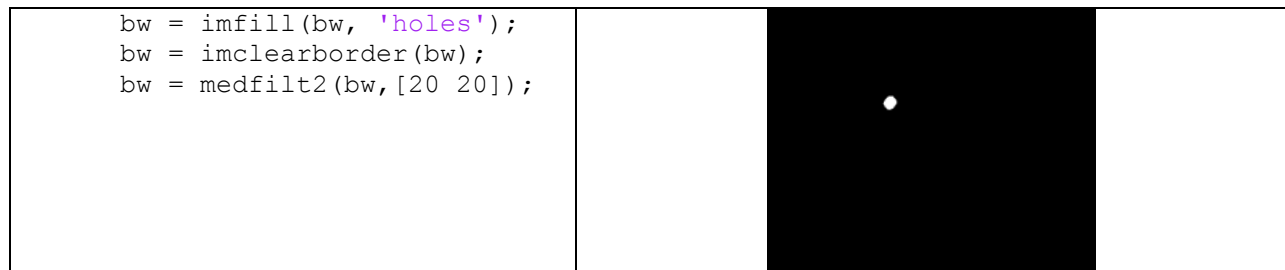 bw = imfill(bw, 'holes');
bw = imclearborder(bw);
bw = medfilt2(bw,[20 20]);